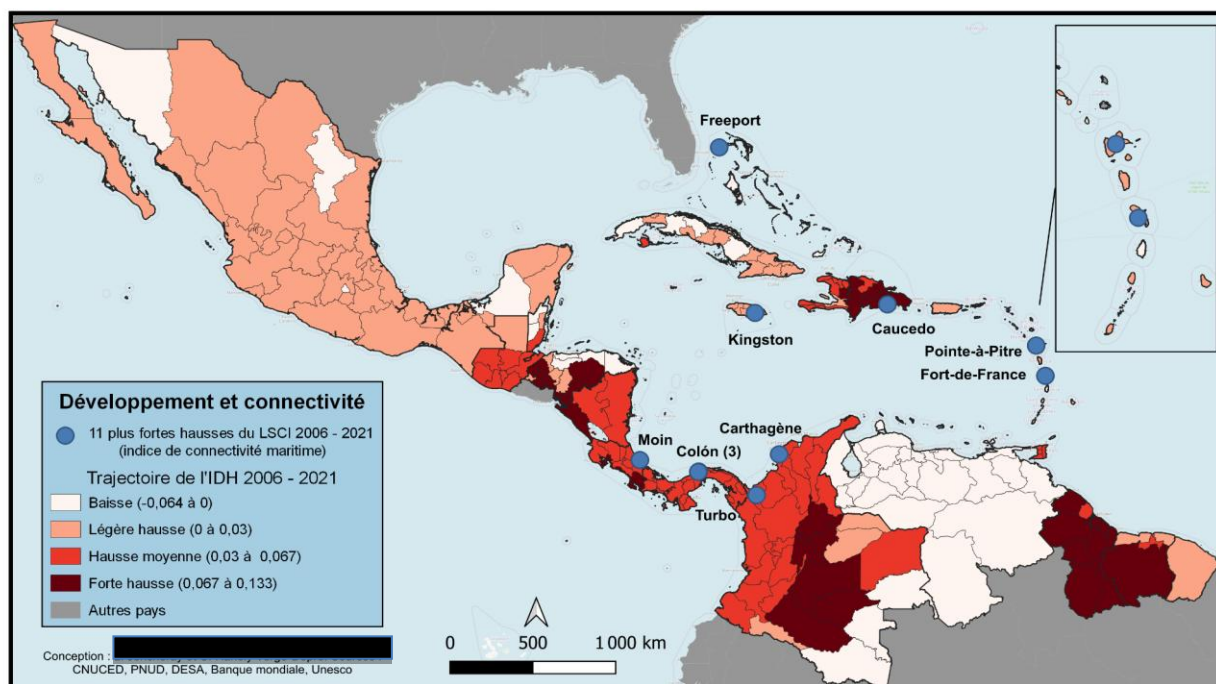 Freeport
Kingston
Caucedo
Pointe-à-Pitre
Fort-de-France
Carthagène
Moin
Colón (3)
Turbo
Développement et connectivité
11 plus fortes hausses du LSCI 2006 - 2021
(indice de connectivité maritime)
Trajectoire de l'IDH 2006 - 2021
Baisse (-0,064 à 0)
Légère hausse (0 à 0,03)
Hausse moyenne (0,03 à 0,067)
Forte hausse (0,067 à 0,133)
Autres pays
0 500 1 000 km
Conception :
CNUCED, PNUD, DESA, Banque mondiale, Unesco